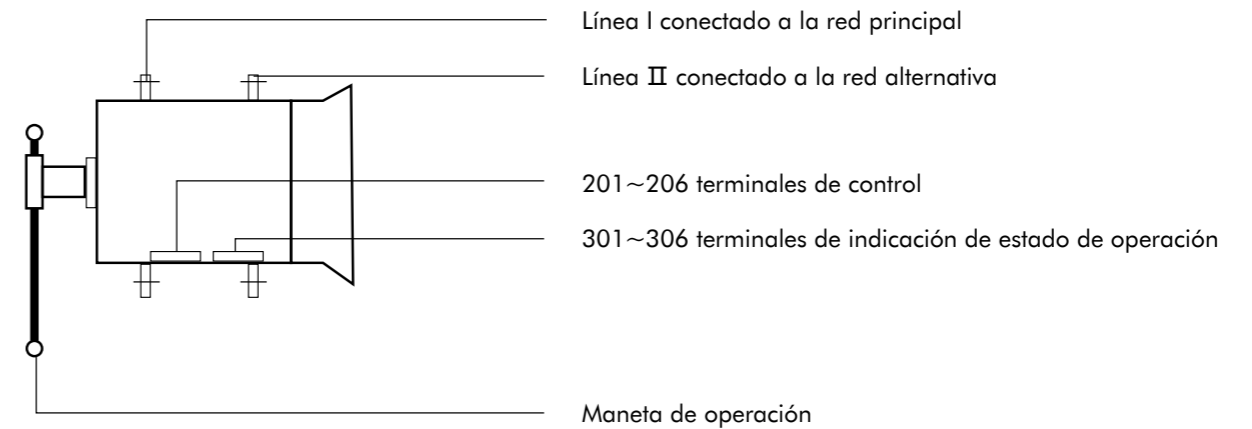 Línea I conectado a la red principal
Línea II conectado a la red alternativa
201~206 terminales de control
301~306 terminales de indicación de estado de operación
Maneta de operación